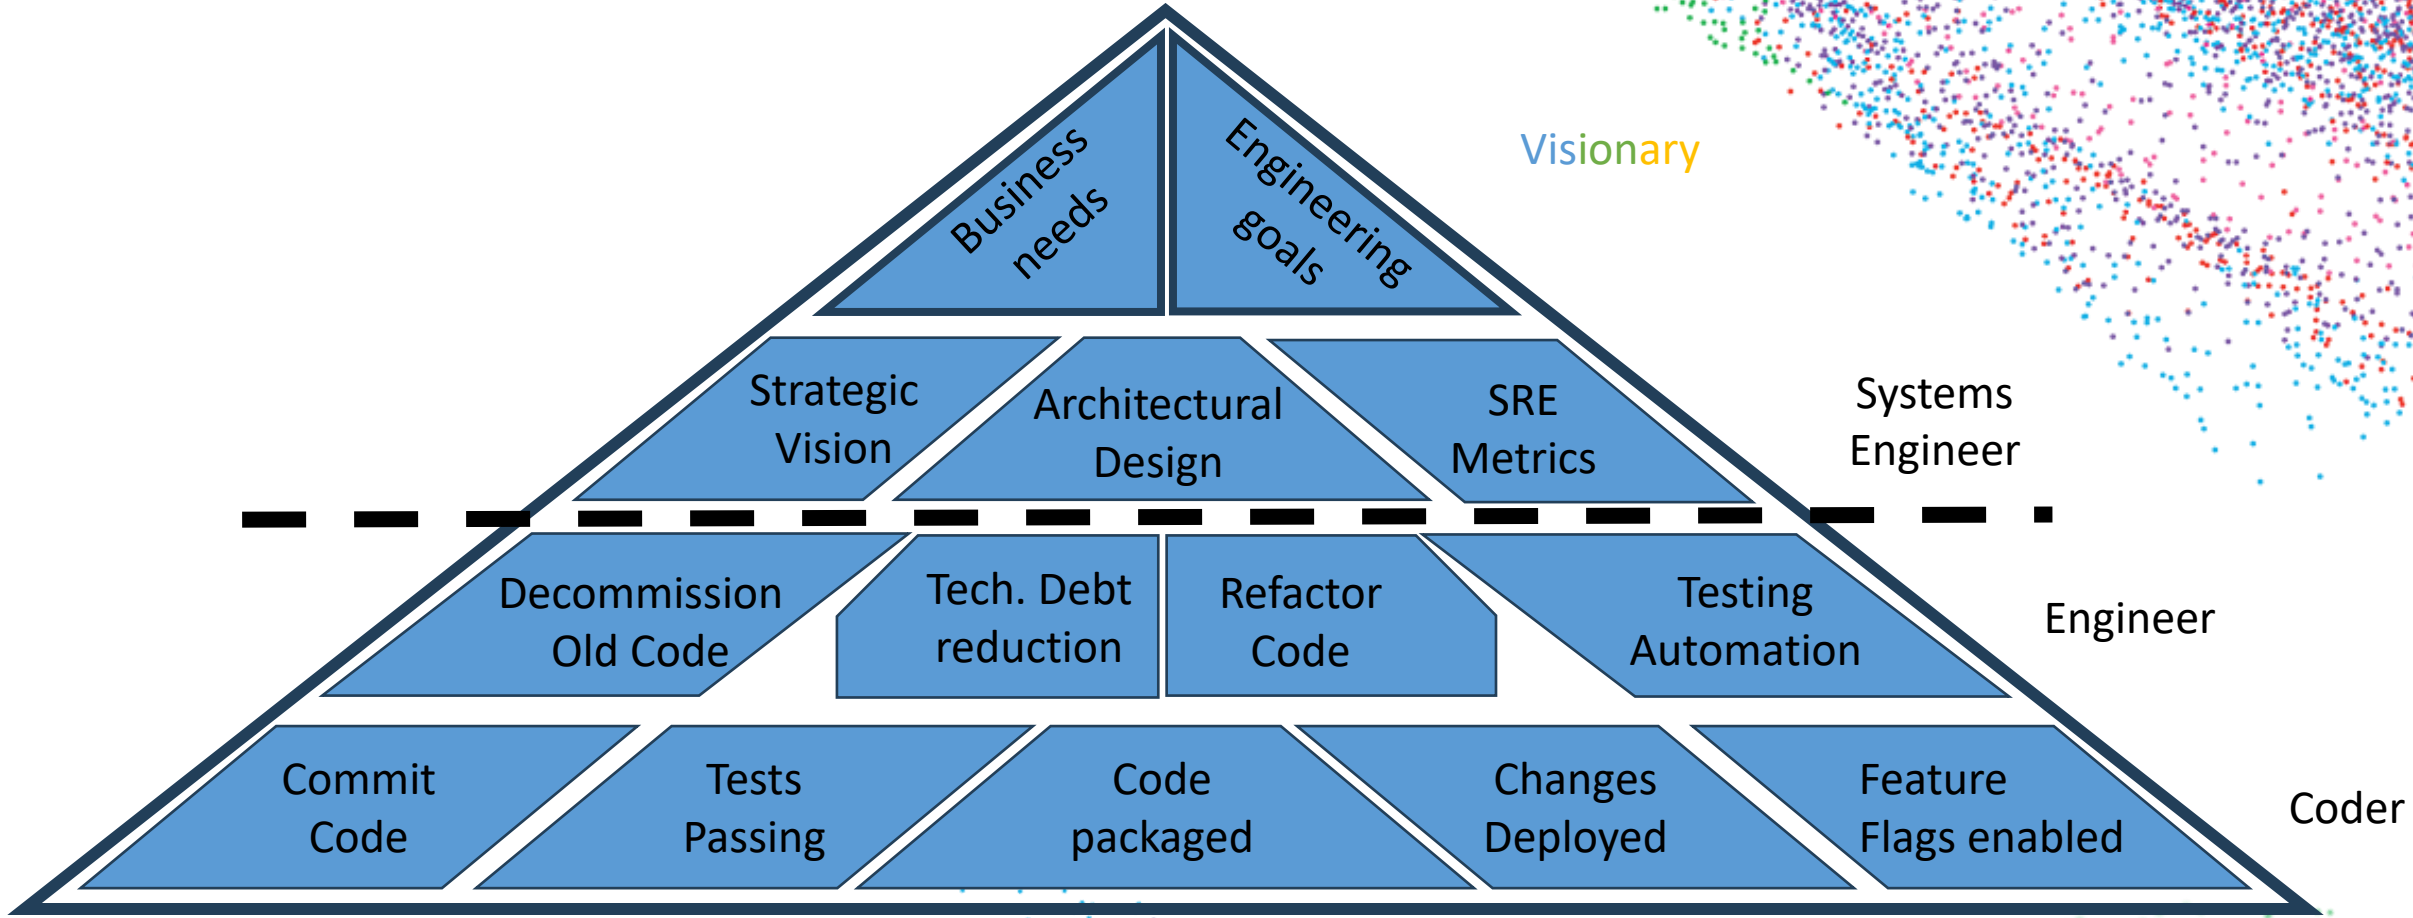 Business
needs
Engineering
goals
Visionary
Strategic
Vision
Architectural
Design
SRE
Metrics
Systems
Engineer
Decommission
Old Code
Tech. Debt
reduction
Refactor
Code
Testing
Automation
Engineer
Commit
Code
Tests
Passing
Code
packaged
Changes
Deployed
Feature
Flags enabled
Coder